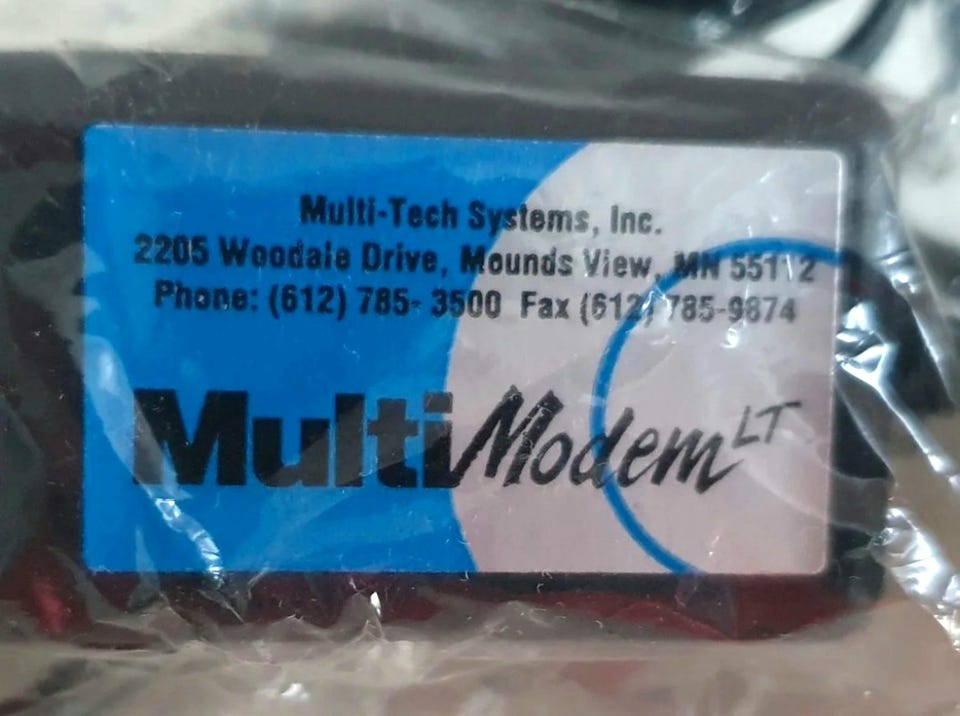 Multi-Tech Systems, Inc.
2205 Woodale Drive, Mounds View, MN 55112
Phone: (612) 785- 3500 Fax (612) 785-9874
MultiModem LT